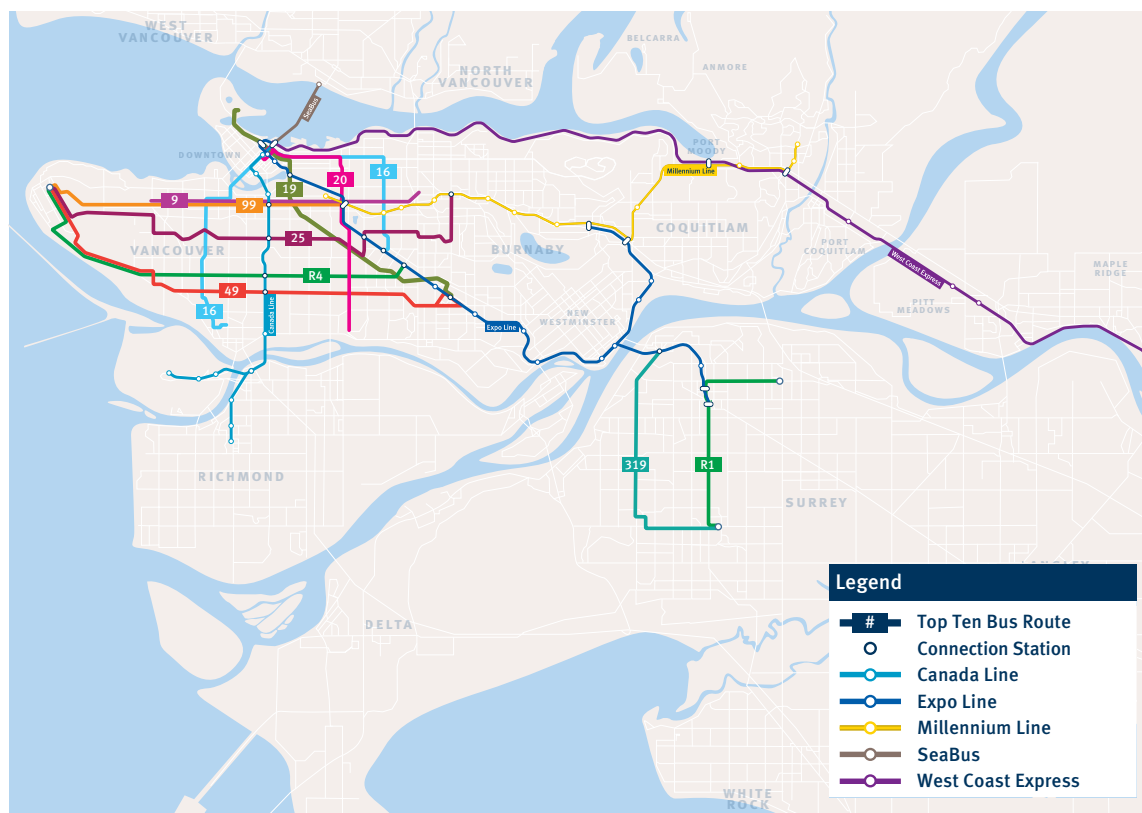 WEST
VANCOUVER
BELCARRA
ANMORE
NORTH
VANCOUVER
SeaBus
PORT
MOODY
DOWNTOWN
Millennium Line
16
20
19
9
99
25
VANCOUVER
BURNABY
COQUITLAM
PORT
COQUITLAM
West Coast Express
MAPLE
RIDGE
PITT
MEADOWS
R4
49
16
Canada Line
NEW
WESTMINSTER
Expo Line
319
R1
RICHMOND
SURREY
LANGLEY
DELTA
WHITE
ROCK
Legend
# Top Ten Bus Route
Connection Station
Canada Line
Expo Line
Millennium Line
SeaBus
West Coast Express